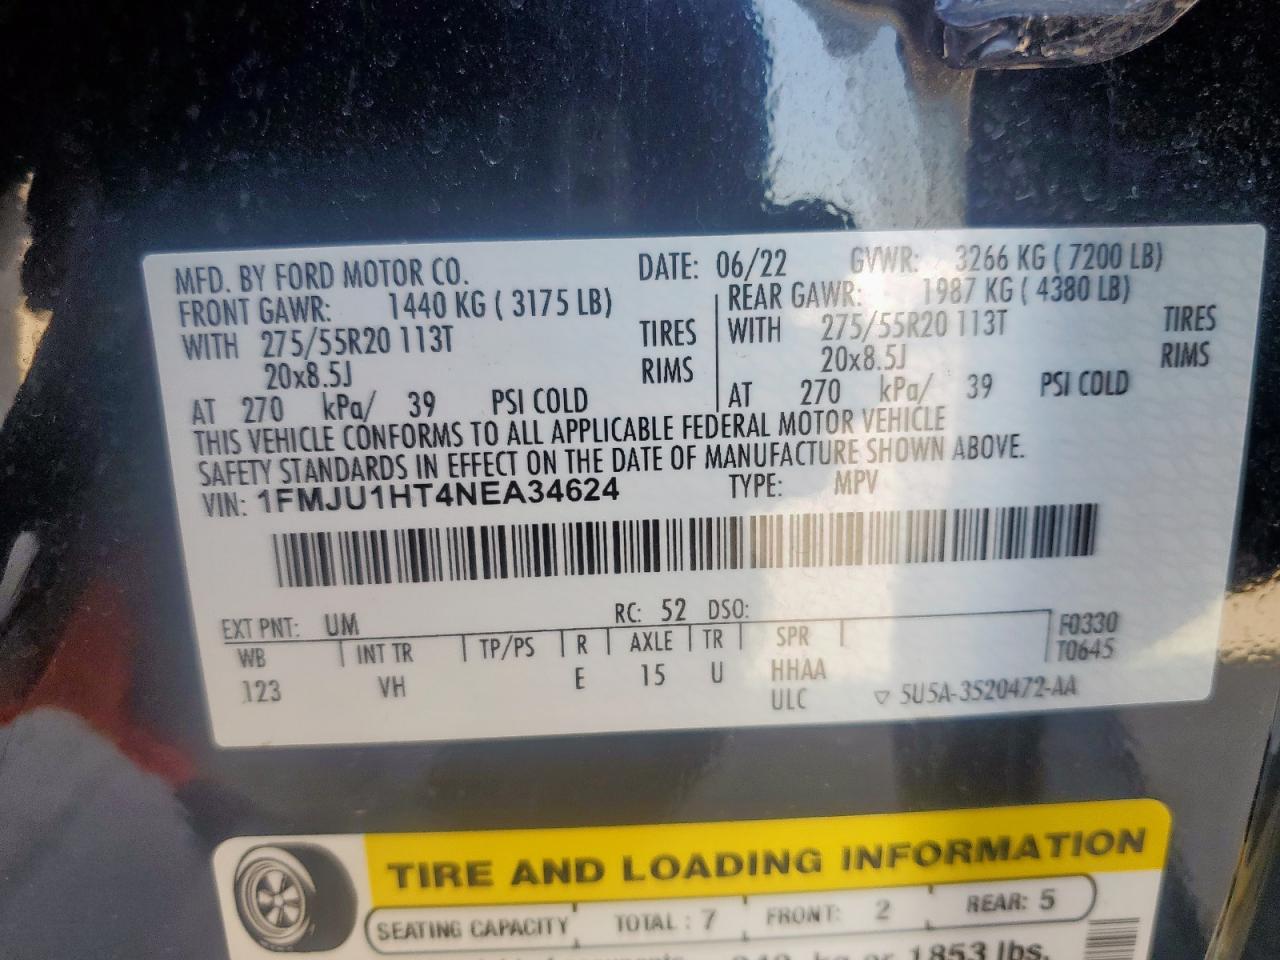 MFD. BY FORD MOTOR CO. DATE: 06/22 GVWR: 3266 KG ( 7200 LB)
FRONT GAWR: 1440 KG ( 3175 LB) REAR GAWR: 1987 KG ( 4380 LB)
WITH 275/55R20 113T TIRES WITH 275/55R20 113T TIRES
20x8.5J RIMS 20x8.5J RIMS
AT 270 kPa/ 39 PSI COLD AT 270 kPa/ 39 PSI COLD
THIS VEHICLE CONFORMS TO ALL APPLICABLE FEDERAL MOTOR VEHICLE
SAFETY STANDARDS IN EFFECT ON THE DATE OF MANUFACTURE SHOWN ABOVE.
VIN: 1FMJU1HT4NEA34624 TYPE: MPV
EXT PNT: UM RC: 52 DSO: F0330
WB INT TR TP/PS R AXLE TR SPR T0645
123 VH E 15 U HHAA
ULC 5U5A-3520472-AA
TIRE AND LOADING INFORMATION
SEATING CAPACITY TOTAL : 7 FRONT: 2 REAR: 5
kg or 1853 lbs.